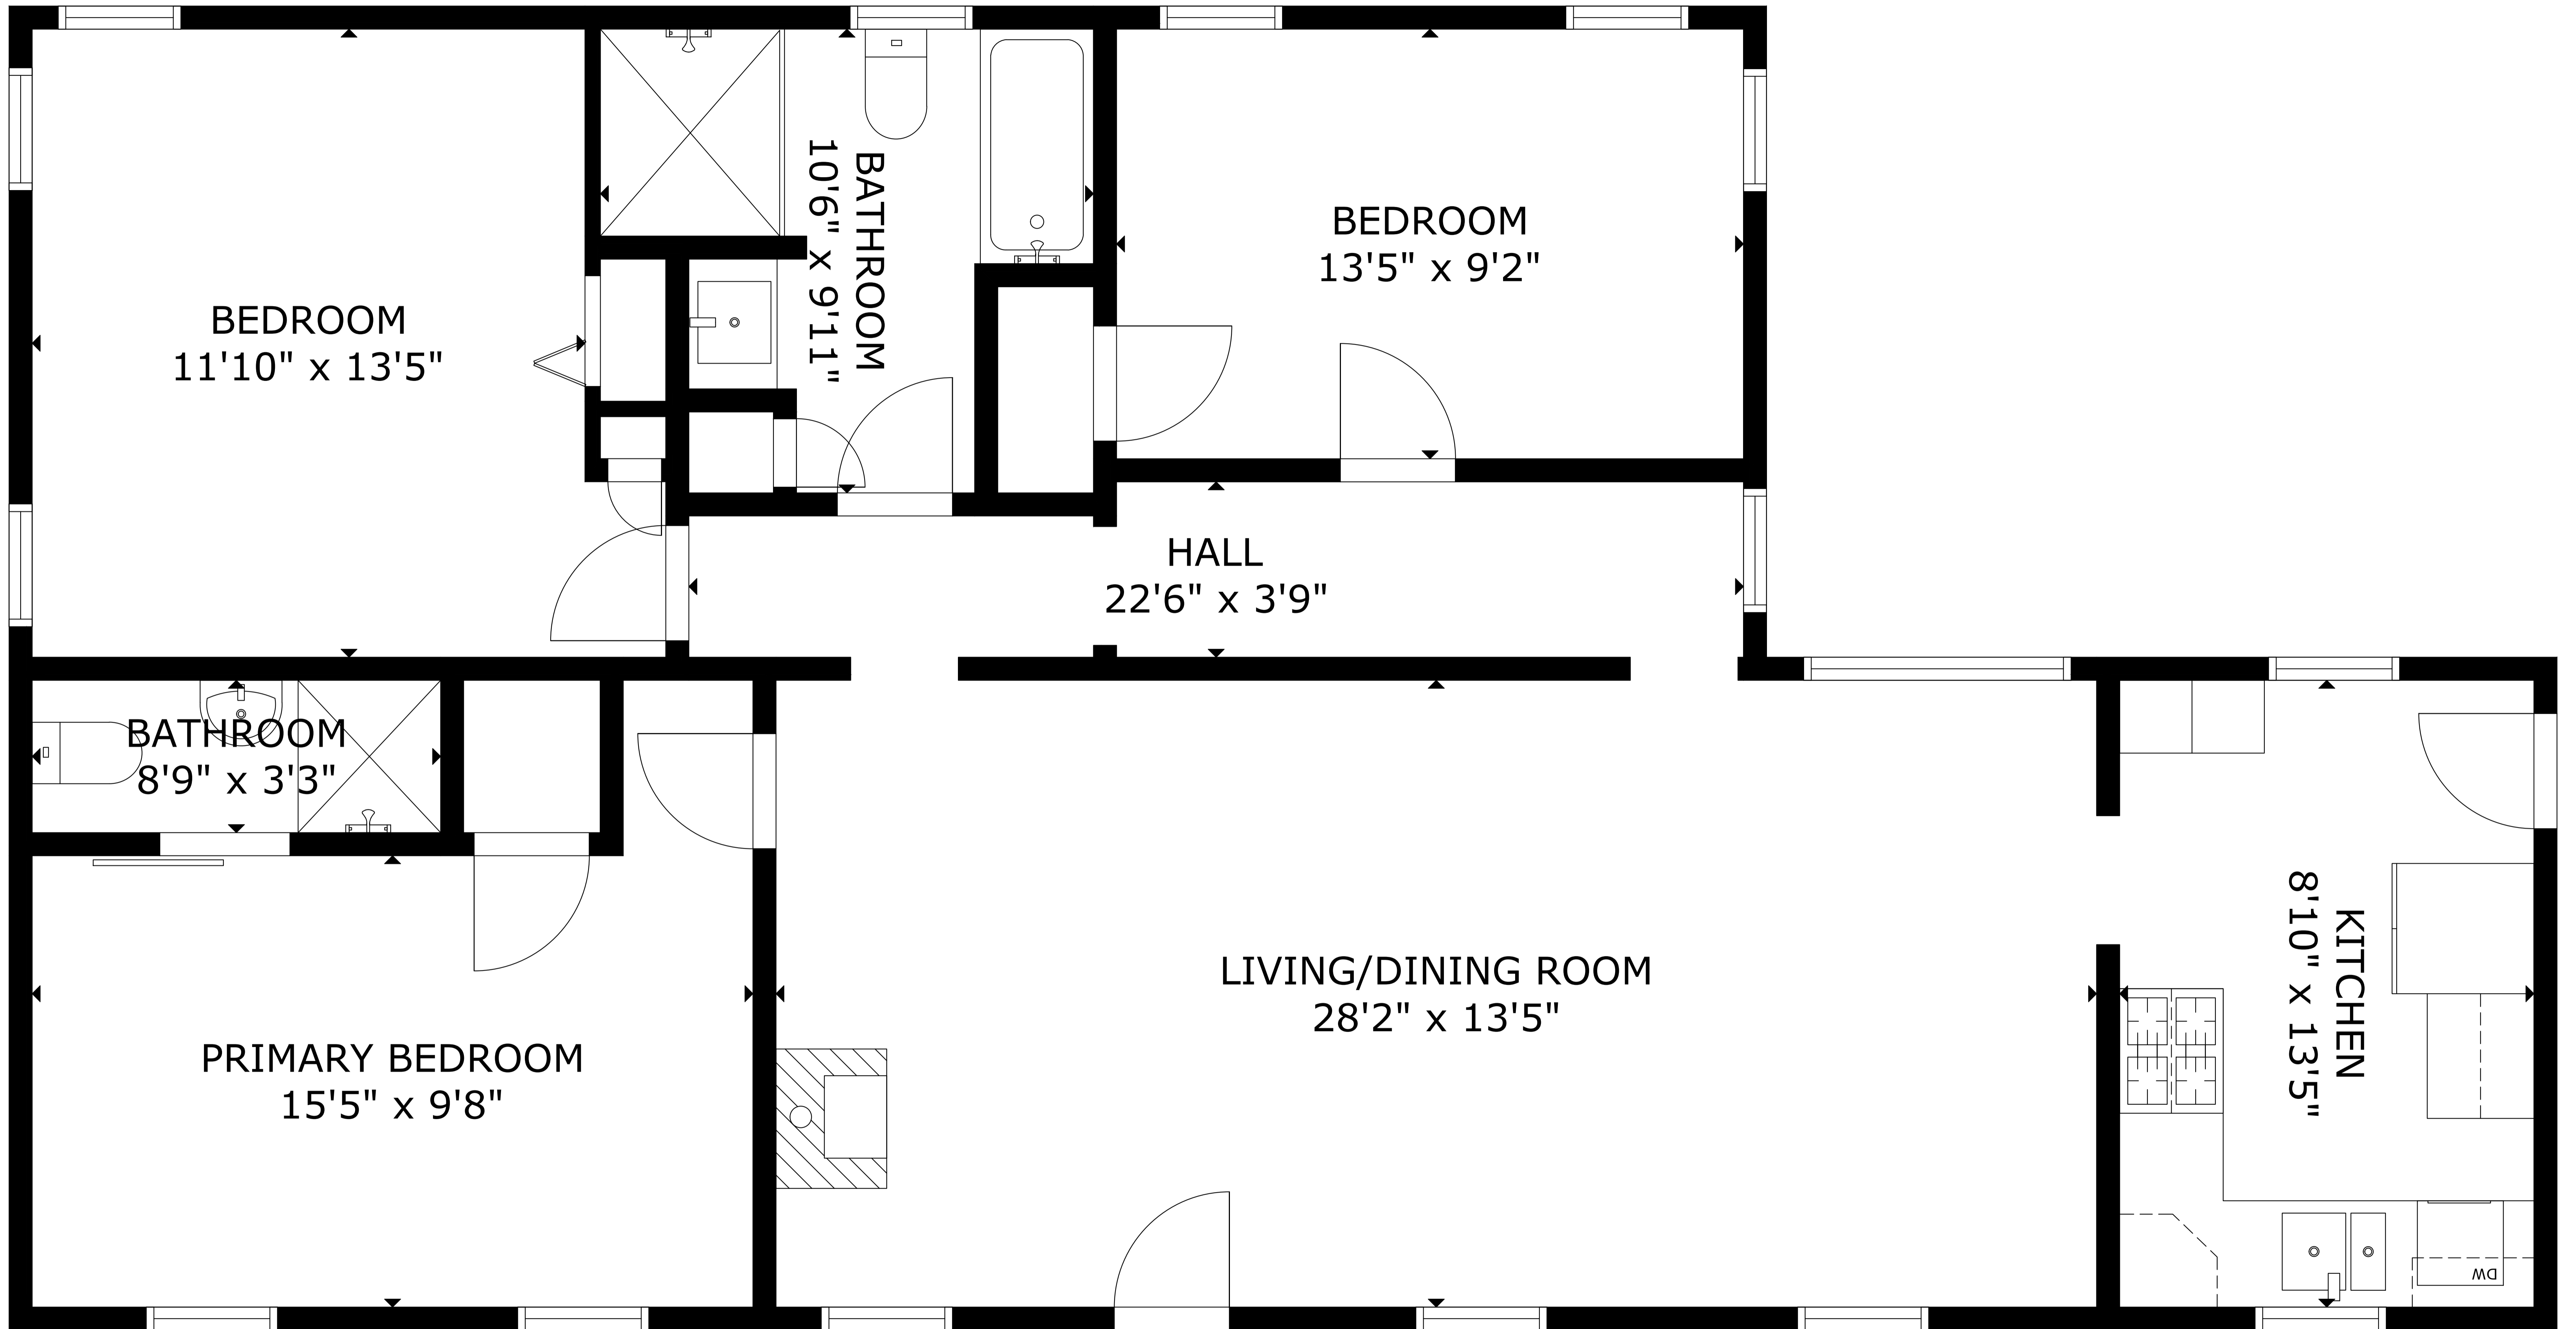 BEDROOM
11'10" x 13'5"
BATHROOM
10'6" x 9'11"
BEDROOM
13'5" x 9'2"
HALL
22'6" x 3'9"
BATHROOM
8'9" x 3'3"
PRIMARY BEDROOM
15'5" x 9'8"
LIVING/DINING ROOM
28'2" x 13'5"
KITCHEN
8'10" x 13'5"
DW